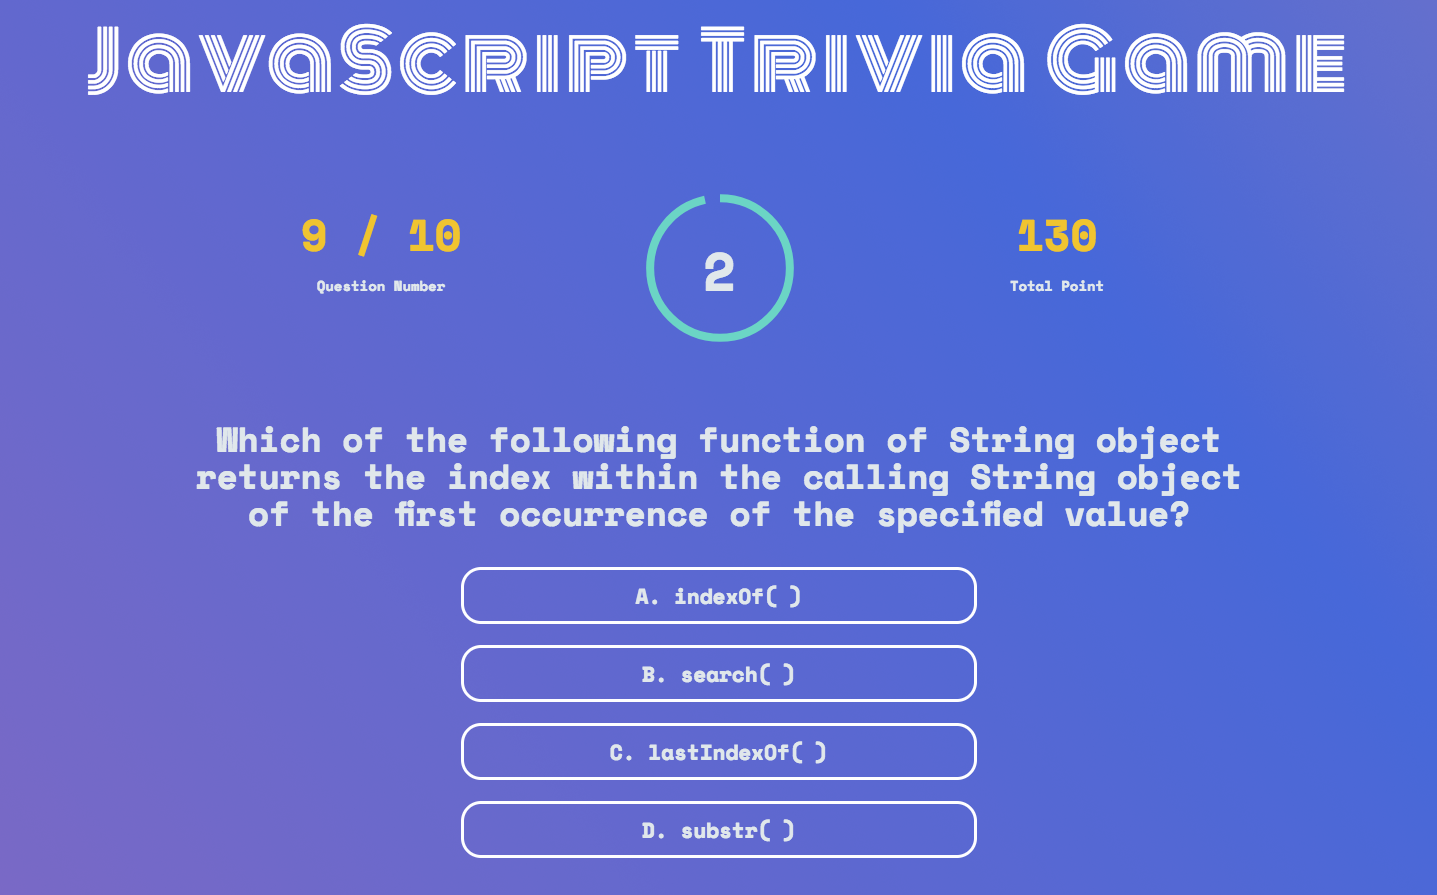 JavaScript Trivia Game
9 / 10
Question Number
2
130
Total Point
Which of the following function of String object
returns the index within the calling String object
of the first occurrence of the specified value?
A. indexOf( )
B. search( )
C. lastIndexOf( )
D. substr( )